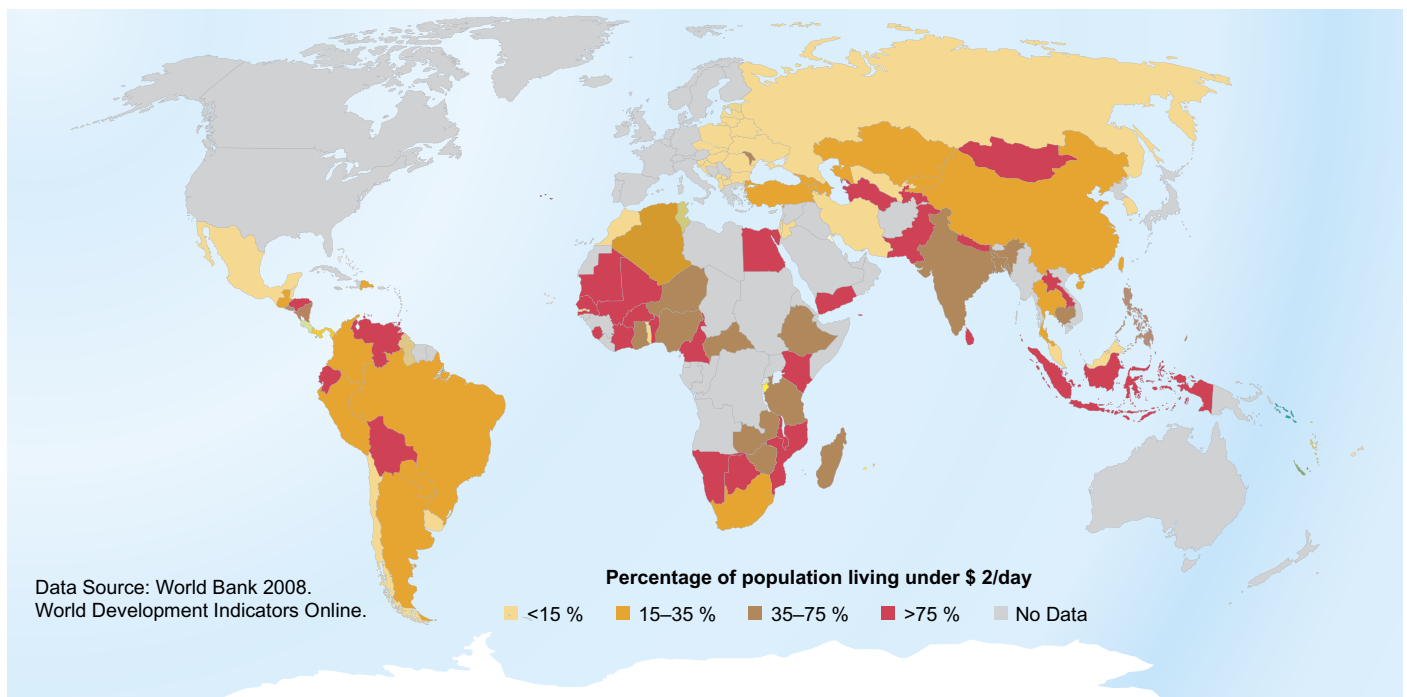 Data Source: World Bank 2008.
World Development Indicators Online.
Percentage of population living under $ 2/day
<15 %
15–35 %
35–75 %
>75 %
No Data